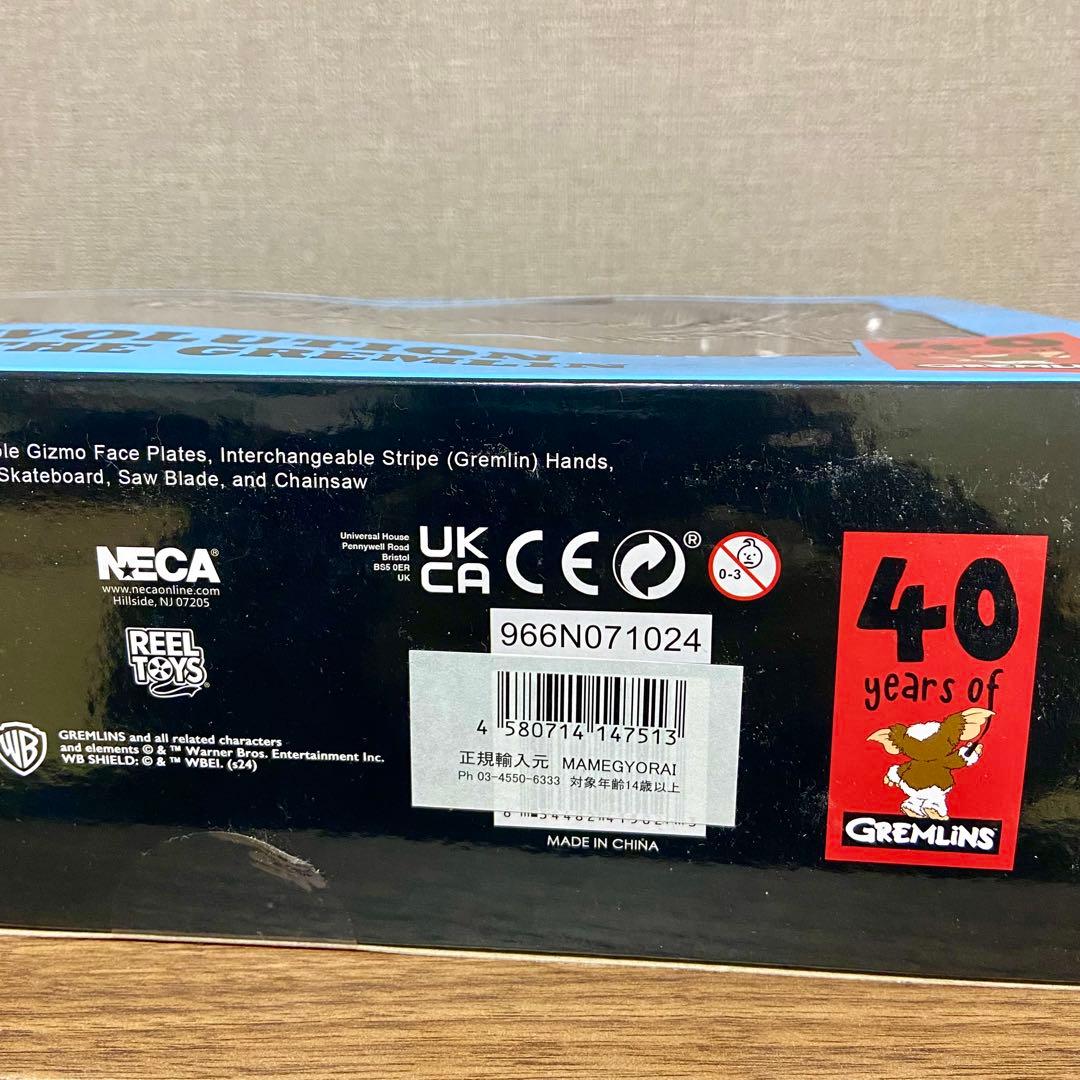 VOLUTION
THE GREMLIN
40
GREMLINS
ble Gizmo Face Plates, Interchangeable Stripe (Gremlin) Hands,
Skateboard, Saw Blade, and Chainsaw
NECA®
www.necaonline.com
Hillside, NJ 07205
REEL
TOYS
Universal House
Pennywell Road
Bristol
BS5 0ER
UK
UK
CA
CE
®
0-3
966N071024
4 580714 147513
正規輸入元 MAMEGYORAI
Ph 03-4550-6333 対象年齢14歳以上
MADE IN CHINA
WB
GREMLINS and all related characters
and elements © & ™ Warner Bros. Entertainment Inc.
WB SHIELD: © & ™ WBEI. (s24)
40
years of
GREMLINS